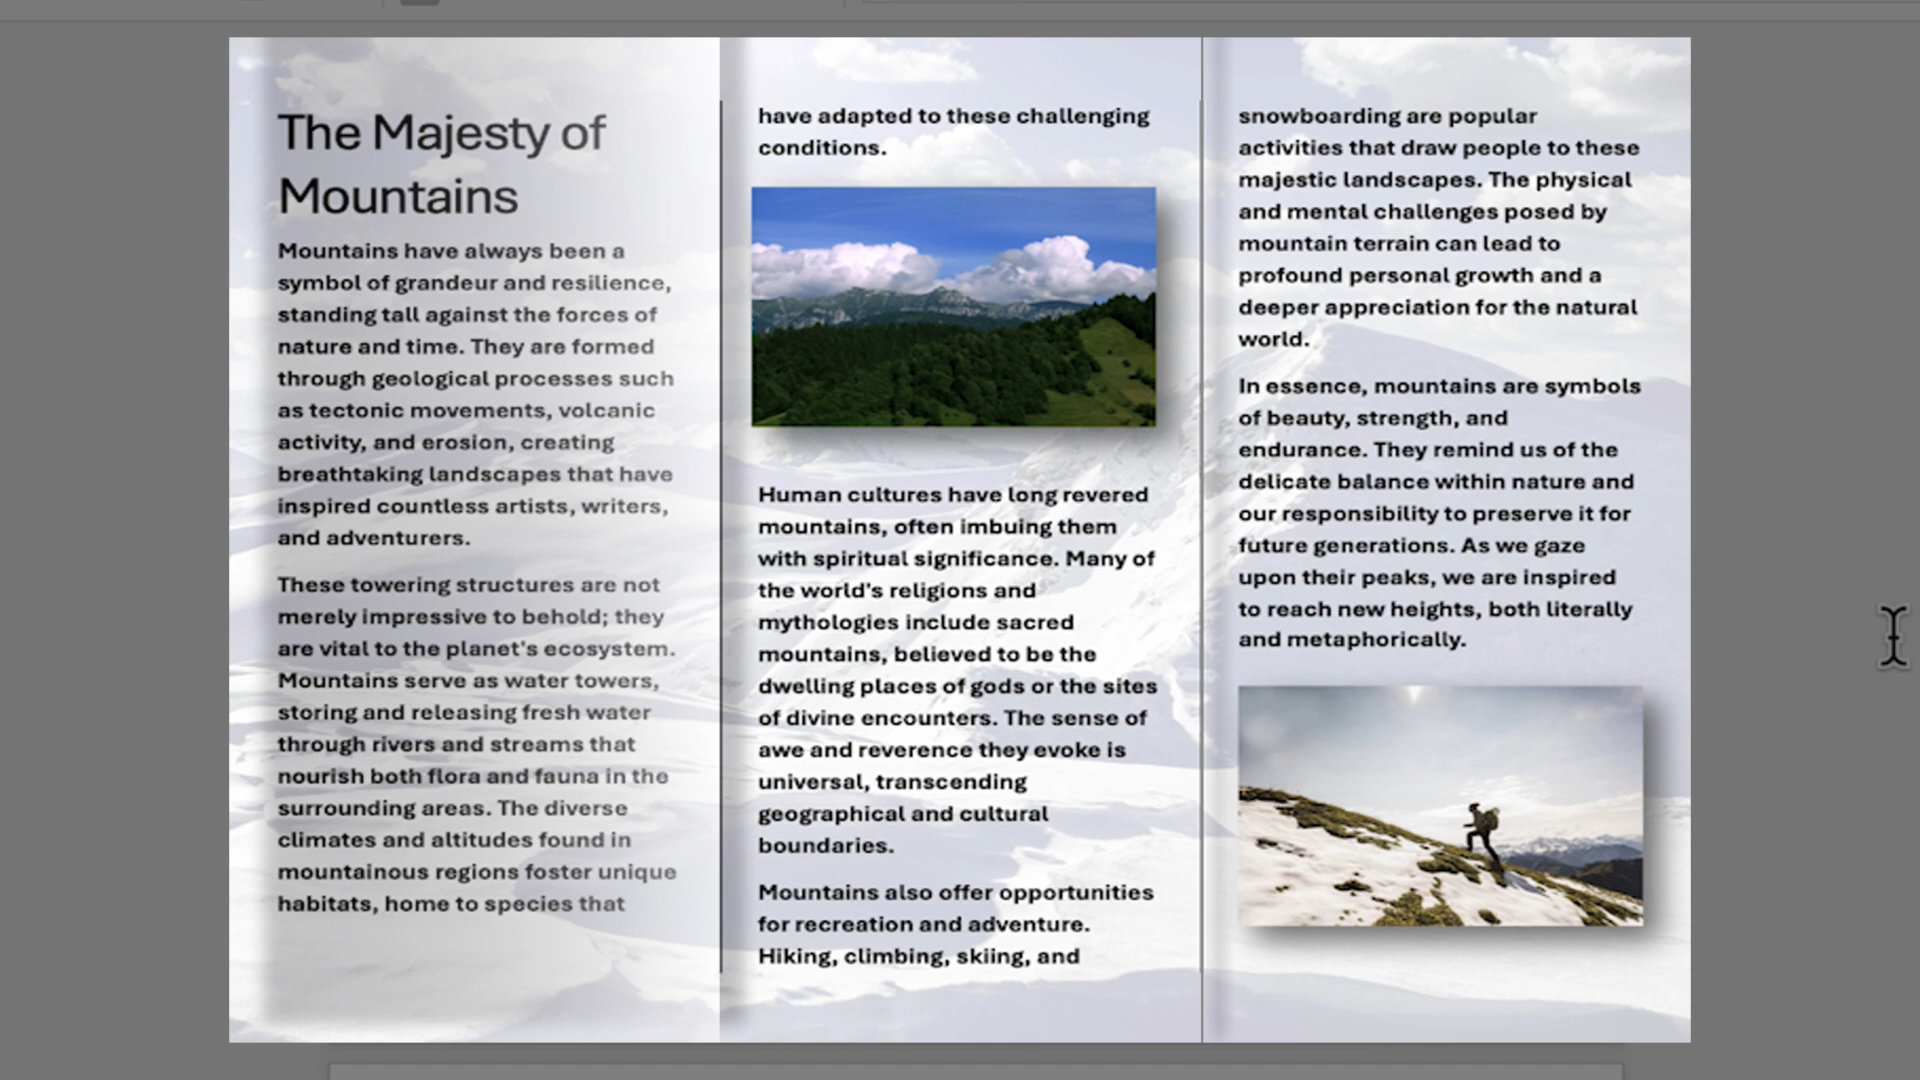 The Majesty of
Mountains
Mountains have always been a
symbol of grandeur and resilience,
standing tall against the forces of
nature and time. They are formed
through geological processes such
as tectonic movements, volcanic
activity, and erosion, creating
breathtaking landscapes that have
inspired countless artists, writers,
and adventurers.
These towering structures are not
merely impressive to behold; they
are vital to the planet's ecosystem.
Mountains serve as water towers,
storing and releasing fresh water
through rivers and streams that
nourish both flora and fauna in the
surrounding areas. The diverse
climates and altitudes found in
mountainous regions foster unique
habitats, home to species that
have adapted to these challenging
conditions.
Human cultures have long revered
mountains, often imbuing them
with spiritual significance. Many of
the world's religions and
mythologies include sacred
mountains, believed to be the
dwelling places of gods or the sites
of divine encounters. The sense of
awe and reverence they evoke is
universal, transcending
geographical and cultural
boundaries.
Mountains also offer opportunities
for recreation and adventure.
Hiking, climbing, skiing, and
snowboarding are popular
activities that draw people to these
majestic landscapes. The physical
and mental challenges posed by
mountain terrain can lead to
profound personal growth and a
deeper appreciation for the natural
world.
In essence, mountains are symbols
of beauty, strength, and
endurance. They remind us of the
delicate balance within nature and
our responsibility to preserve it for
future generations. As we gaze
upon their peaks, we are inspired
to reach new heights, both literally
and metaphorically.